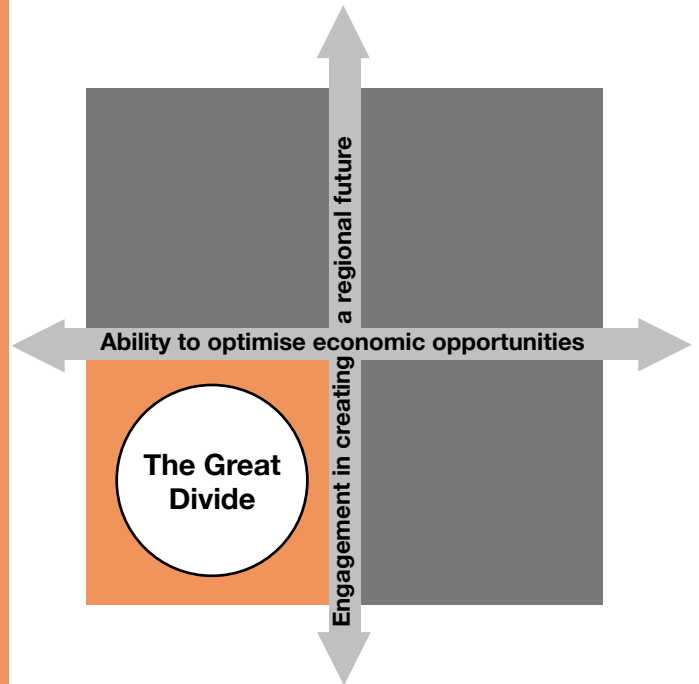 Engagement in creating a regional future
Ability to optimise economic opportunities
The Great
Divide